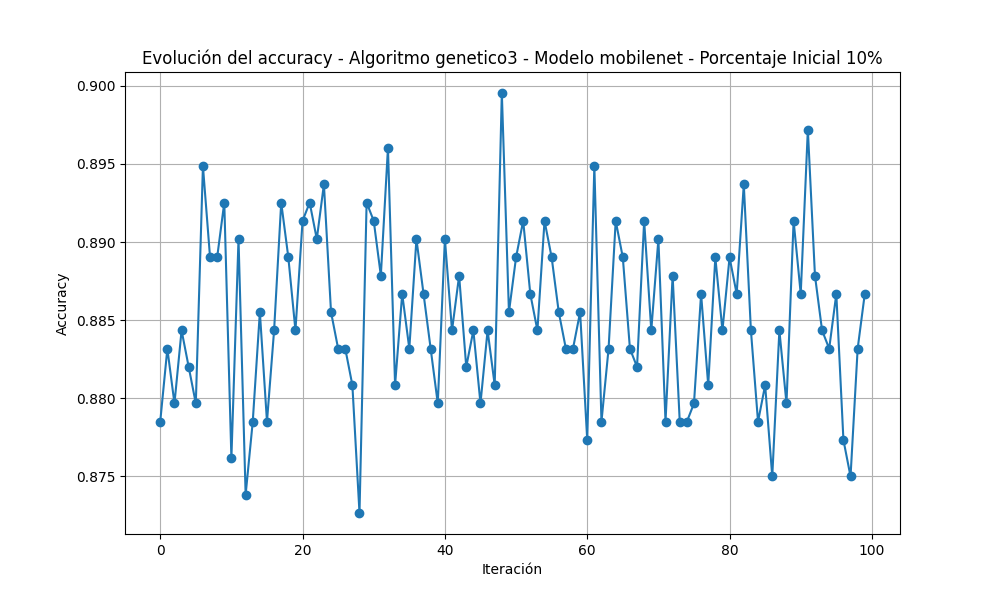 Evolución del accuracy - Algoritmo genetico3 - Modelo mobilenet - Porcentaje Inicial 10%
0.900
0.895
0.890
0.885
0.880
0.875
Accuracy
0 20 40 60 80 100
Iteración